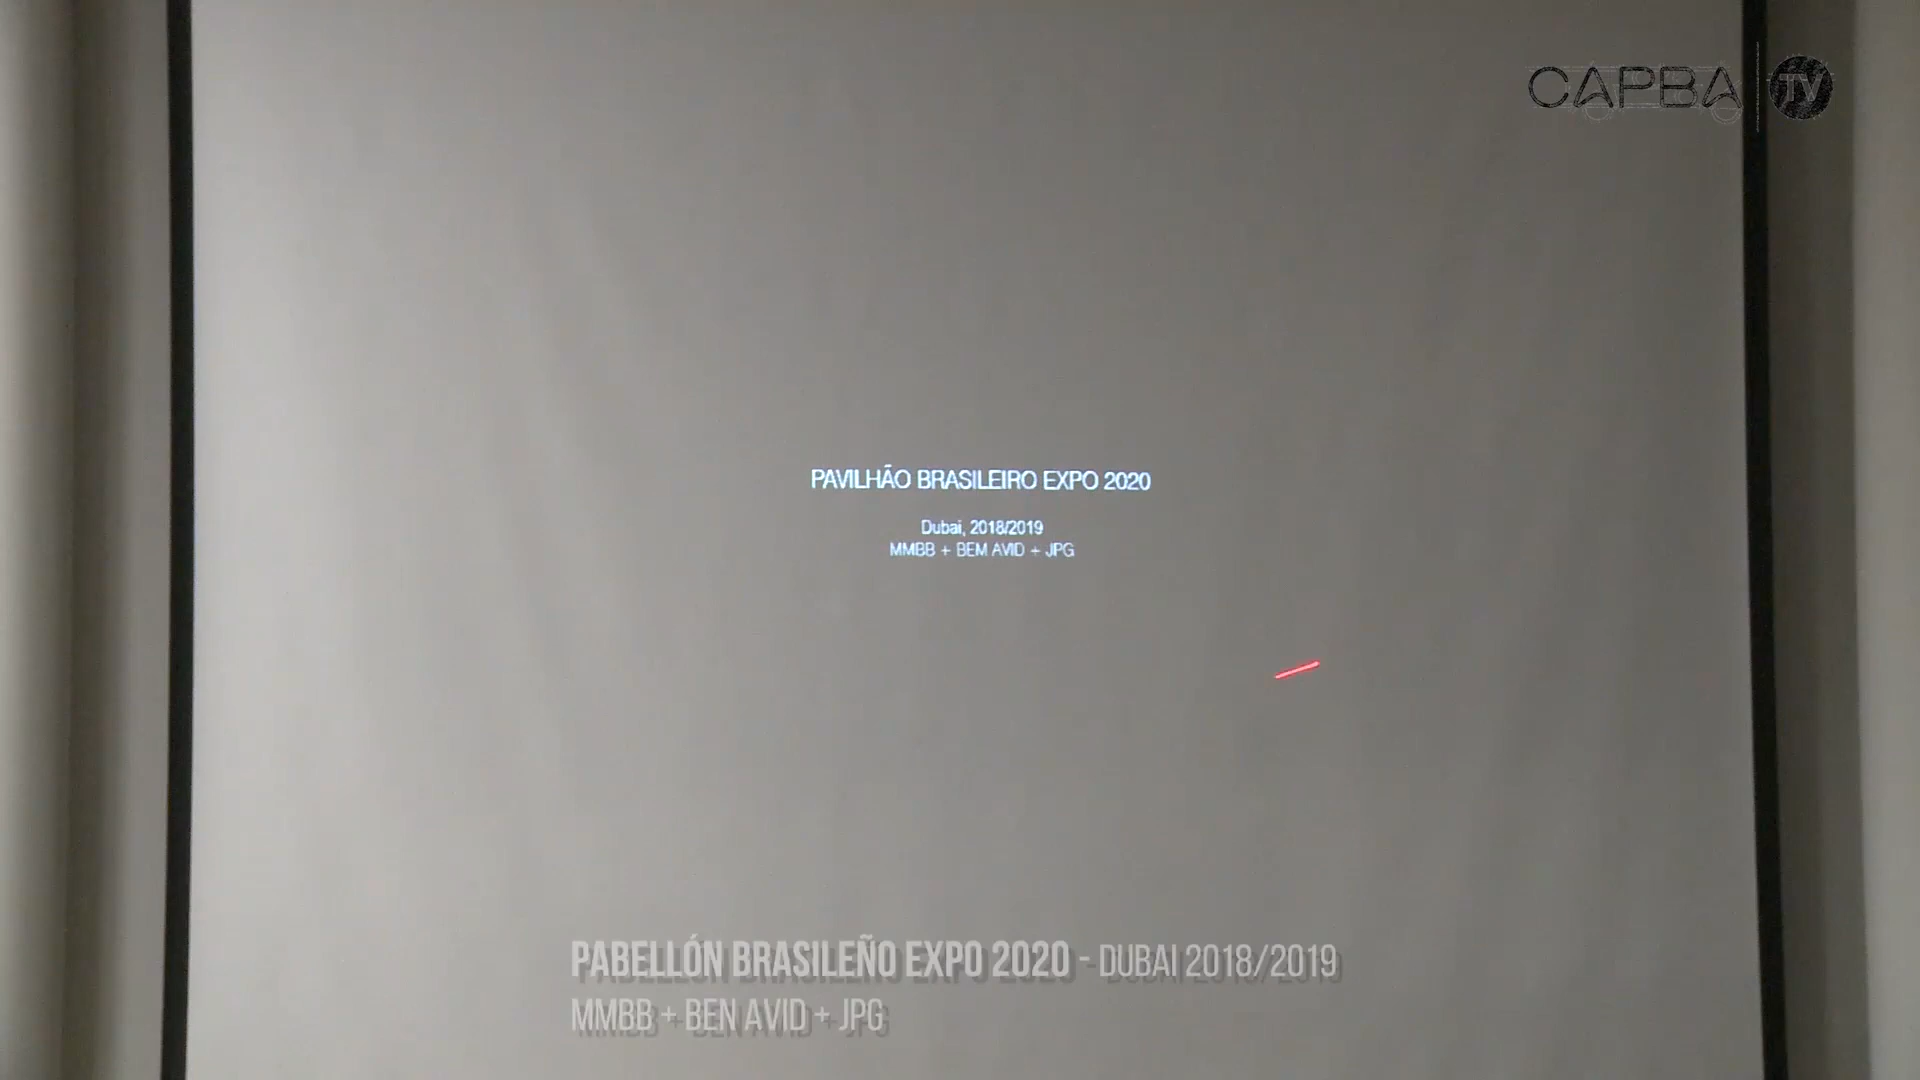 CAPBA TV
PAVILHÃO BRASILEIRO EXPO 2020
Dubai, 2018/2019
MMBB + BEM AVID + JPG
PABELLÓN BRASILEÑO EXPO 2020 - DUBAI 2018/2019
MMBB + BEN AVID + JPG